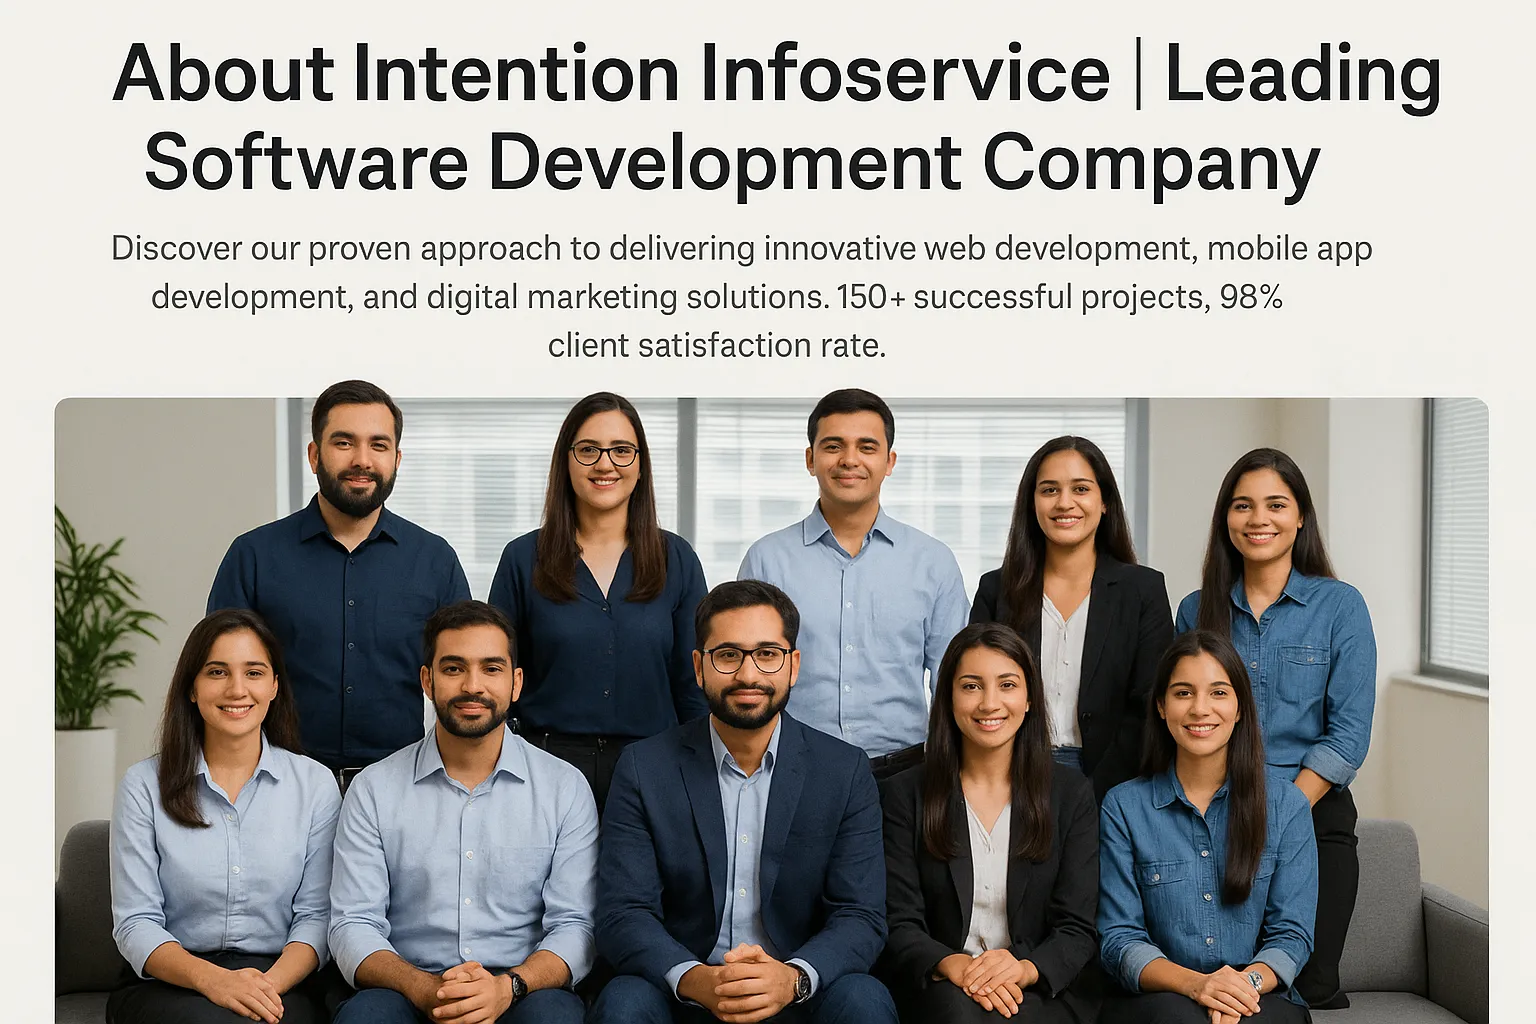 About Intention Infoservice | Leading
Software Development Company
Discover our proven approach to delivering innovative web development, mobile app
development, and digital marketing solutions. 150+ successful projects, 98%
client satisfaction rate.